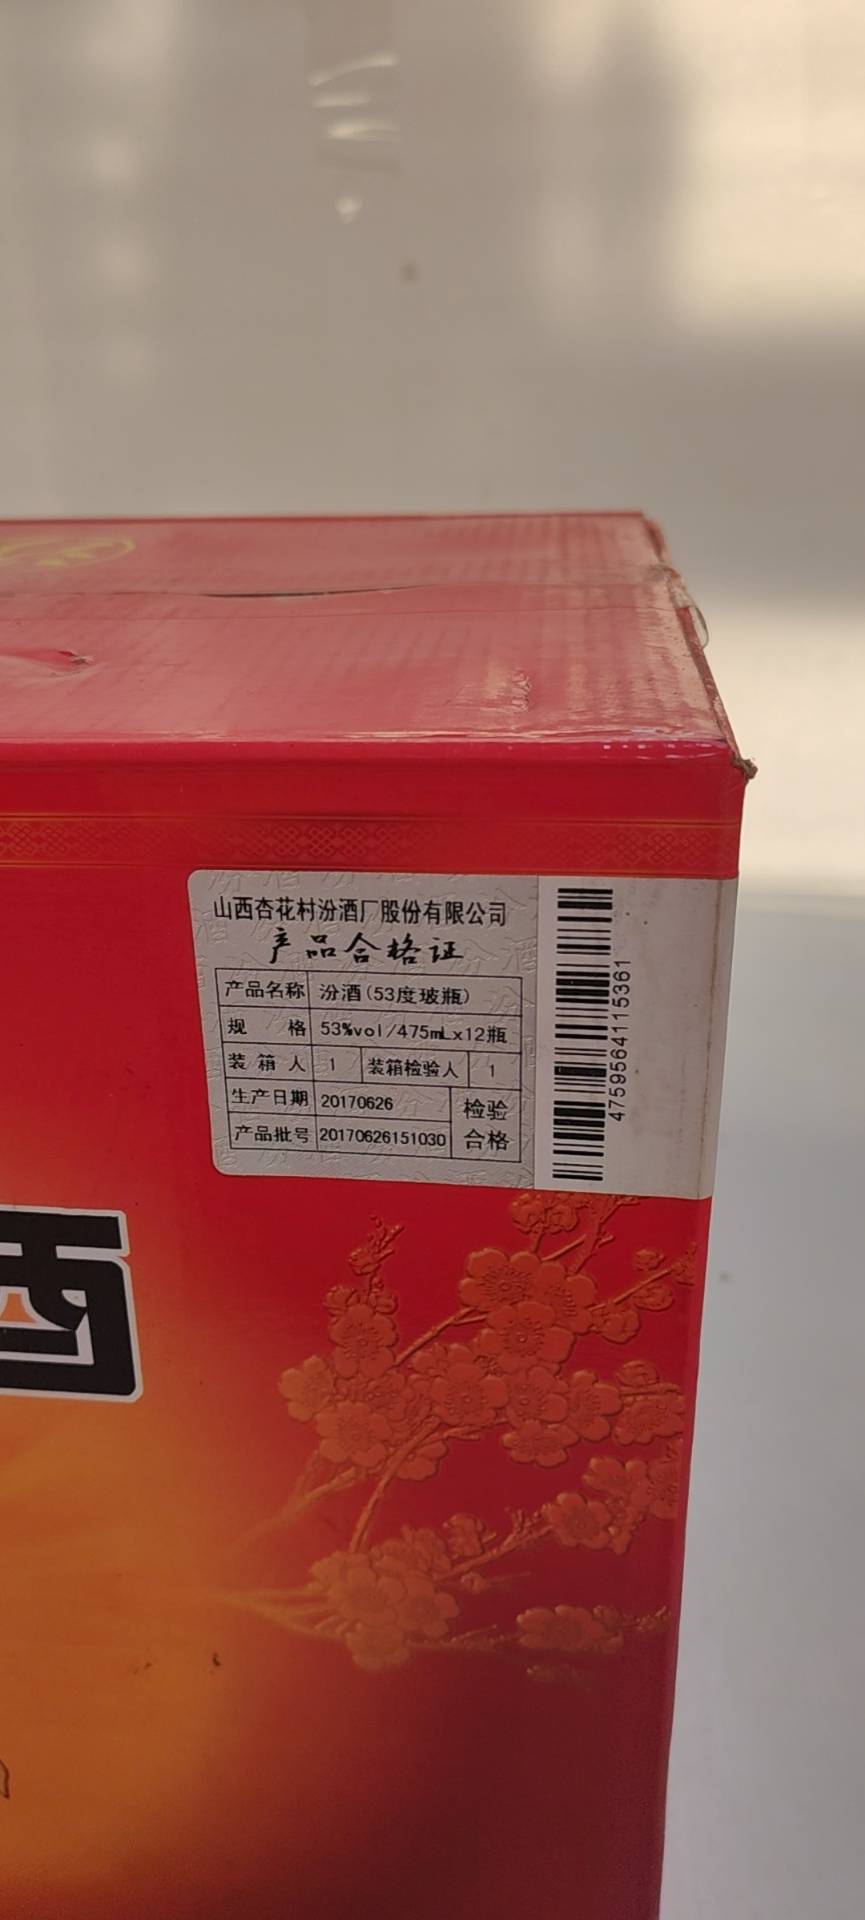 山西杏花村汾酒厂股份有限公司
产品合格证
产品名称 汾酒(53度玻瓶)
规 格 53%vol/475mLx12瓶
装箱人 1 装箱检验人 1
生产日期 20170626 检验
产品批号 20170626151030 合格
475956411536​1
酒